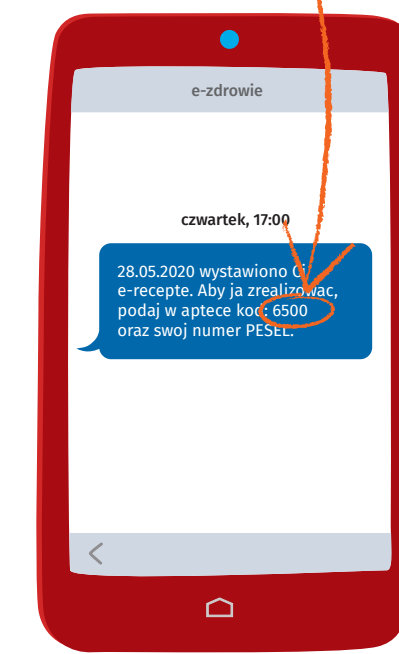 e-zdrowie
czwartek, 17:00
28.05.2020 wystawiono Ci
e-recepte. Aby ja zrealizowac,
podaj w aptece kod: 6500
oraz swoj numer PESEL.